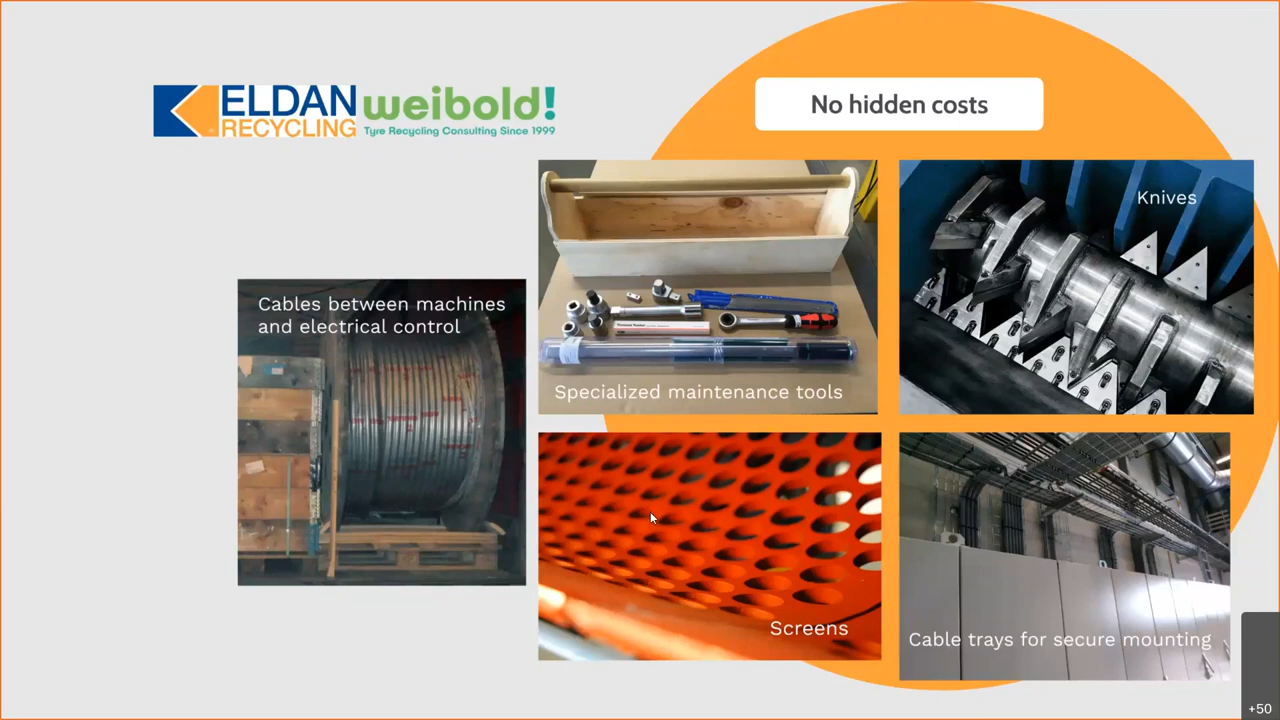 ELDAN
RECYCLING
weibold!
Tyre Recycling Consulting Since 1999
No hidden costs
Cables between machines
and electrical control
Specialized maintenance tools
Knives
Screens
Cable trays for secure mounting
+50